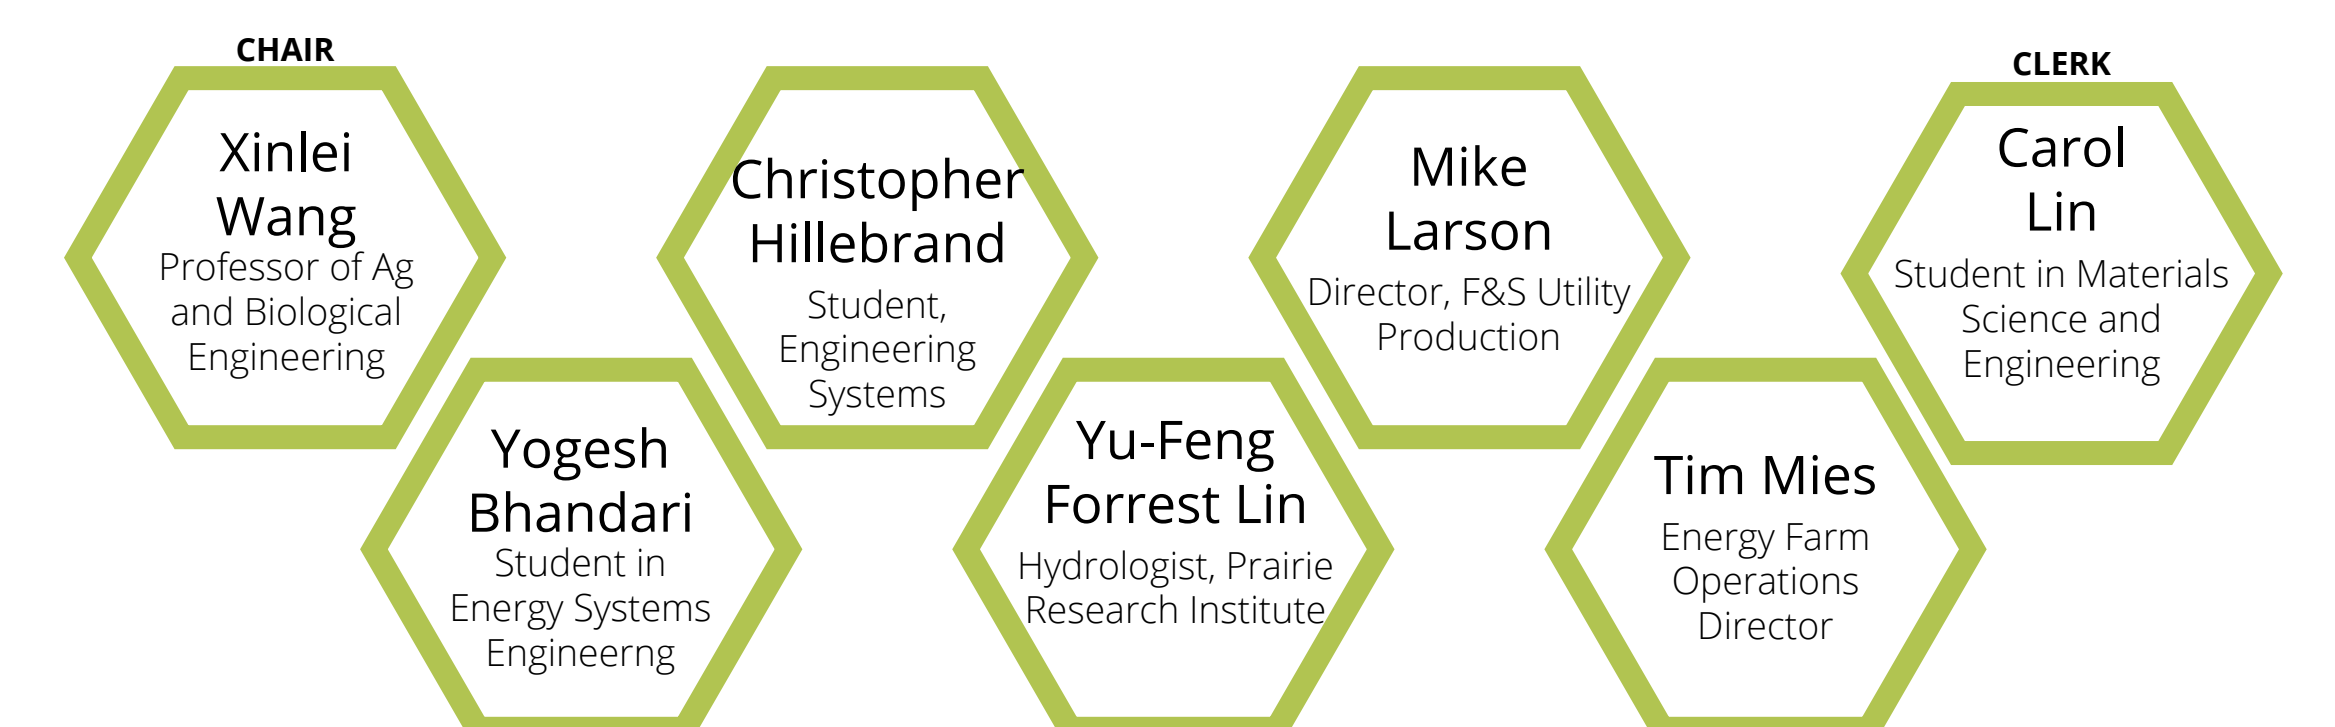 CHAIR
Xinlei
Wang
Professor of Ag
and Biological
Engineering
Yogesh
Bhandari
Student in
Energy Systems
Engineerng
Christopher
Hillebrand
Student,
Engineering
Systems
Yu-Feng
Forrest Lin
Hydrologist, Prairie
Research Institute
Mike
Larson
Director, F&S Utility
Production
Tim Mies
Energy Farm
Operations
Director
CLERK
Carol
Lin
Student in Materials
Science and
Engineering